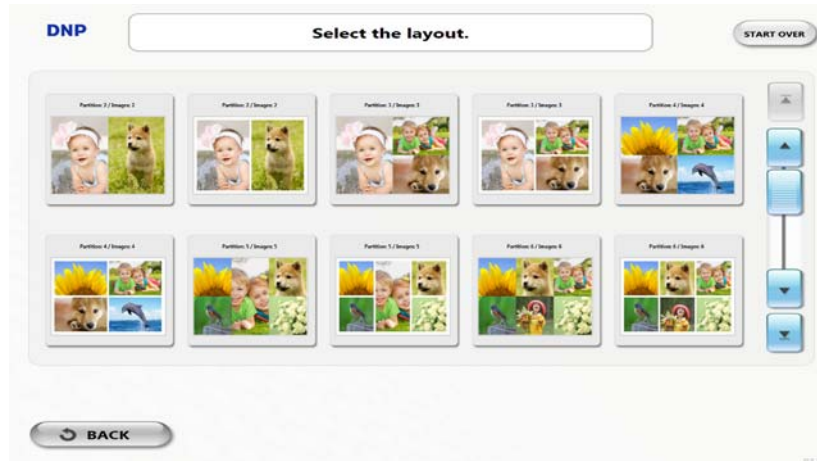 DNP
Select the layout.
START OVER
Partition 2 / Images 2
Partition 2 / Images 2
Partition 3 / Images 3
Partition 3 / Images 3
Partition 4 / Images 4
Partition 4 / Images 4
Partition 5 / Images 5
Partition 5 / Images 5
Partition 6 / Images 6
Partition 6 / Images 6
BACK